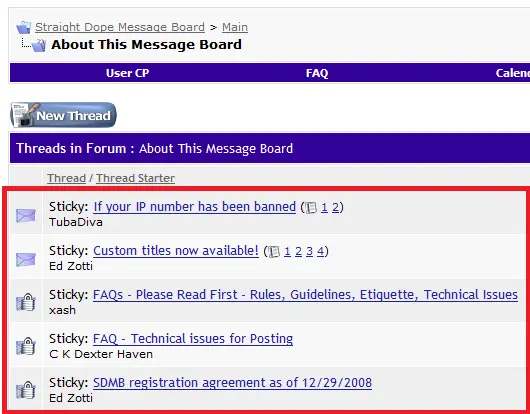 Straight Dope Message Board > Main
About This Message Board
User CP FAQ Calen
New Thread
Threads in Forum : About This Message Board
Thread / Thread Starter
Sticky: If your IP number has been banned ( 1 2)
TubaDiva
Sticky: Custom titles now available! ( 1 2 3 4)
Ed Zotti
Sticky: FAQs - Please Read First - Rules, Guidelines, Etiquette, Technical Issues
xash
Sticky: FAQ - Technical issues for Posting
C K Dexter Haven
Sticky: SDMB registration agreement as of 12/29/2008
Ed Zotti